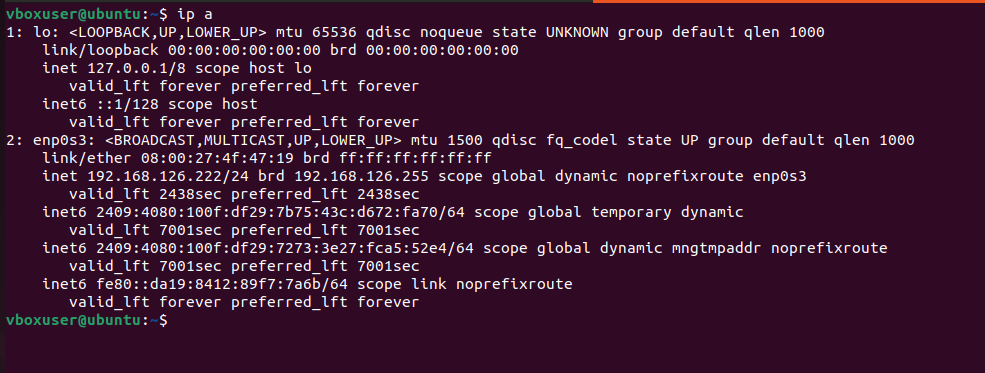 vboxuser@ubuntu:~$ ip a
1: lo: <LOOPBACK,UP,LOWER_UP> mtu 65536 qdisc noqueue state UNKNOWN group default qlen 1000
    link/loopback 00:00:00:00:00:00 brd 00:00:00:00:00:00
    inet 127.0.0.1/8 scope host lo
       valid_lft forever preferred_lft forever
    inet6 ::1/128 scope host
       valid_lft forever preferred_lft forever
2: enp0s3: <BROADCAST,MULTICAST,UP,LOWER_UP> mtu 1500 qdisc fq_codel state UP group default qlen 1000
    link/ether 08:00:27:4f:47:19 brd ff:ff:ff:ff:ff:ff
    inet 192.168.126.222/24 brd 192.168.126.255 scope global dynamic noprefixroute enp0s3
       valid_lft 2438sec preferred_lft 2438sec
    inet6 2409:4080:100f:df29:7b75:43c:d672:fa70/64 scope global temporary dynamic
       valid_lft 7001sec preferred_lft 7001sec
    inet6 2409:4080:100f:df29:7273:3e27:fca5:52e4/64 scope global dynamic mngtmpaddr noprefixroute
       valid_lft 7001sec preferred_lft 7001sec
    inet6 fe80::da19:8412:89f7:7a6b/64 scope link noprefixroute
       valid_lft forever preferred_lft forever
vboxuser@ubuntu:~$